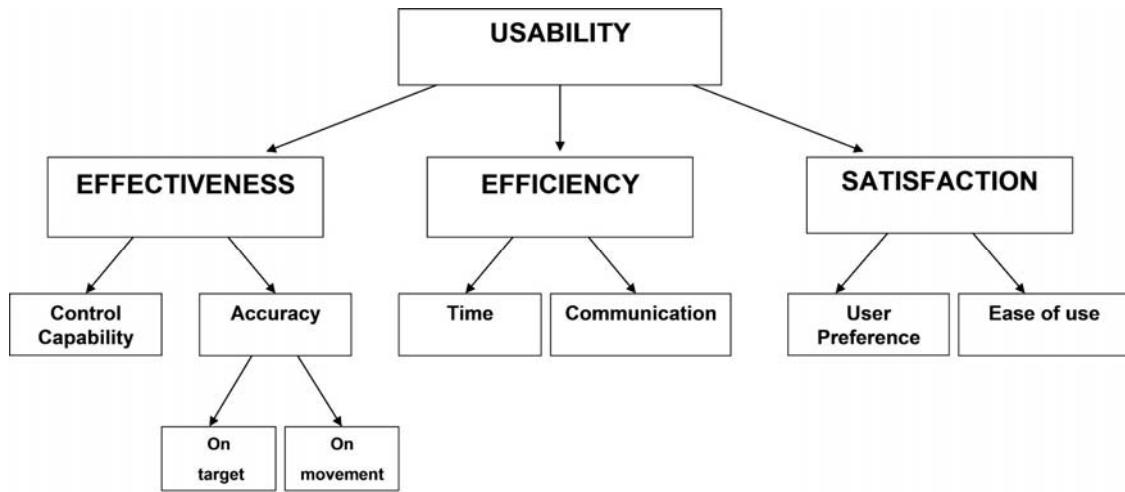 USABILITY
EFFECTIVENESS
EFFICIENCY
SATISFACTION
Control
Capability
Accuracy
Time
Communication
User
Preference
Ease of use
On
target
On
movement